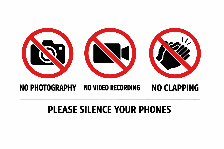 NO PHOTOGRAPHY NO VIDEO RECORDING NO CLAPPING
PLEASE SILENCE YOUR PHONES